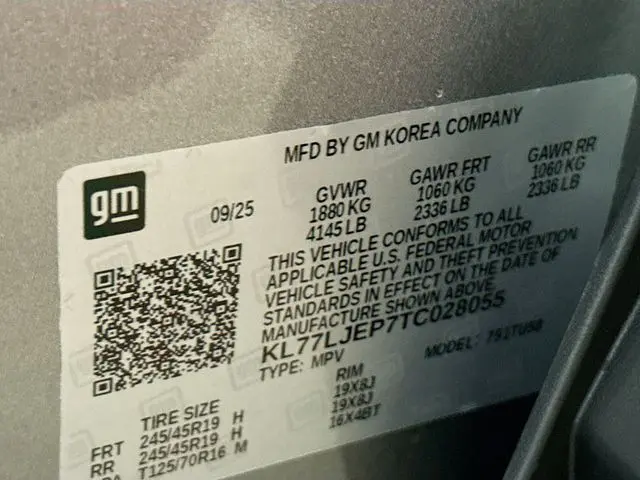 MFD BY GM KOREA COMPANY
gm
09/25
GVWR GAWR FRT GAWR RR
1880 KG 1060 KG 1060 KG
4145 LB 2336 LB 2336 LB
THIS VEHICLE CONFORMS TO ALL
APPLICABLE U.S. FEDERAL MOTOR
VEHICLE SAFETY AND THEFT PREVENTION
STANDARDS IN EFFECT ON THE DATE OF
MANUFACTURE SHOWN ABOVE.
KL77LJEP7TC028055
TYPE: MPV MODEL: 751TU58
TIRE SIZE RIM
FRT 245/45R19 H 19X8J
RR 245/45R19 H 19X8J
T125/70R16 M 16X4BT